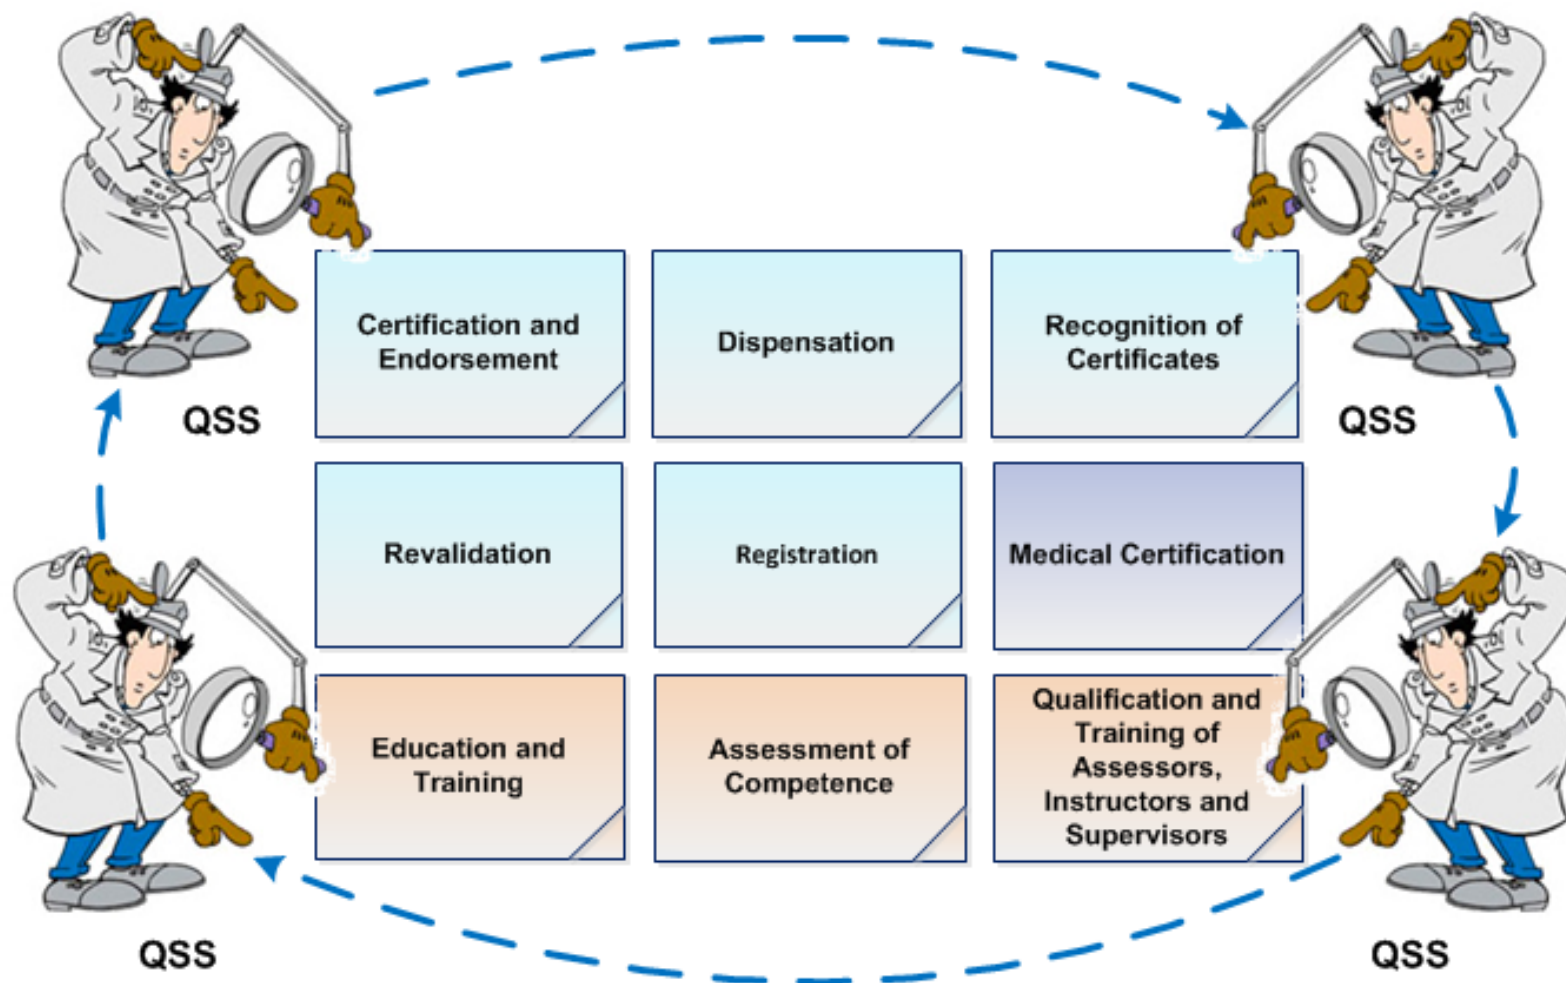 Certification and
Endorsement
Dispensation
Recognition of
Certificates
QSS
QSS
Revalidation
Registration
Medical Certification
Education and
Training
Assessment of
Competence
Qualification and
Training of
Assessors,
Instructors and
Supervisors
QSS
QSS